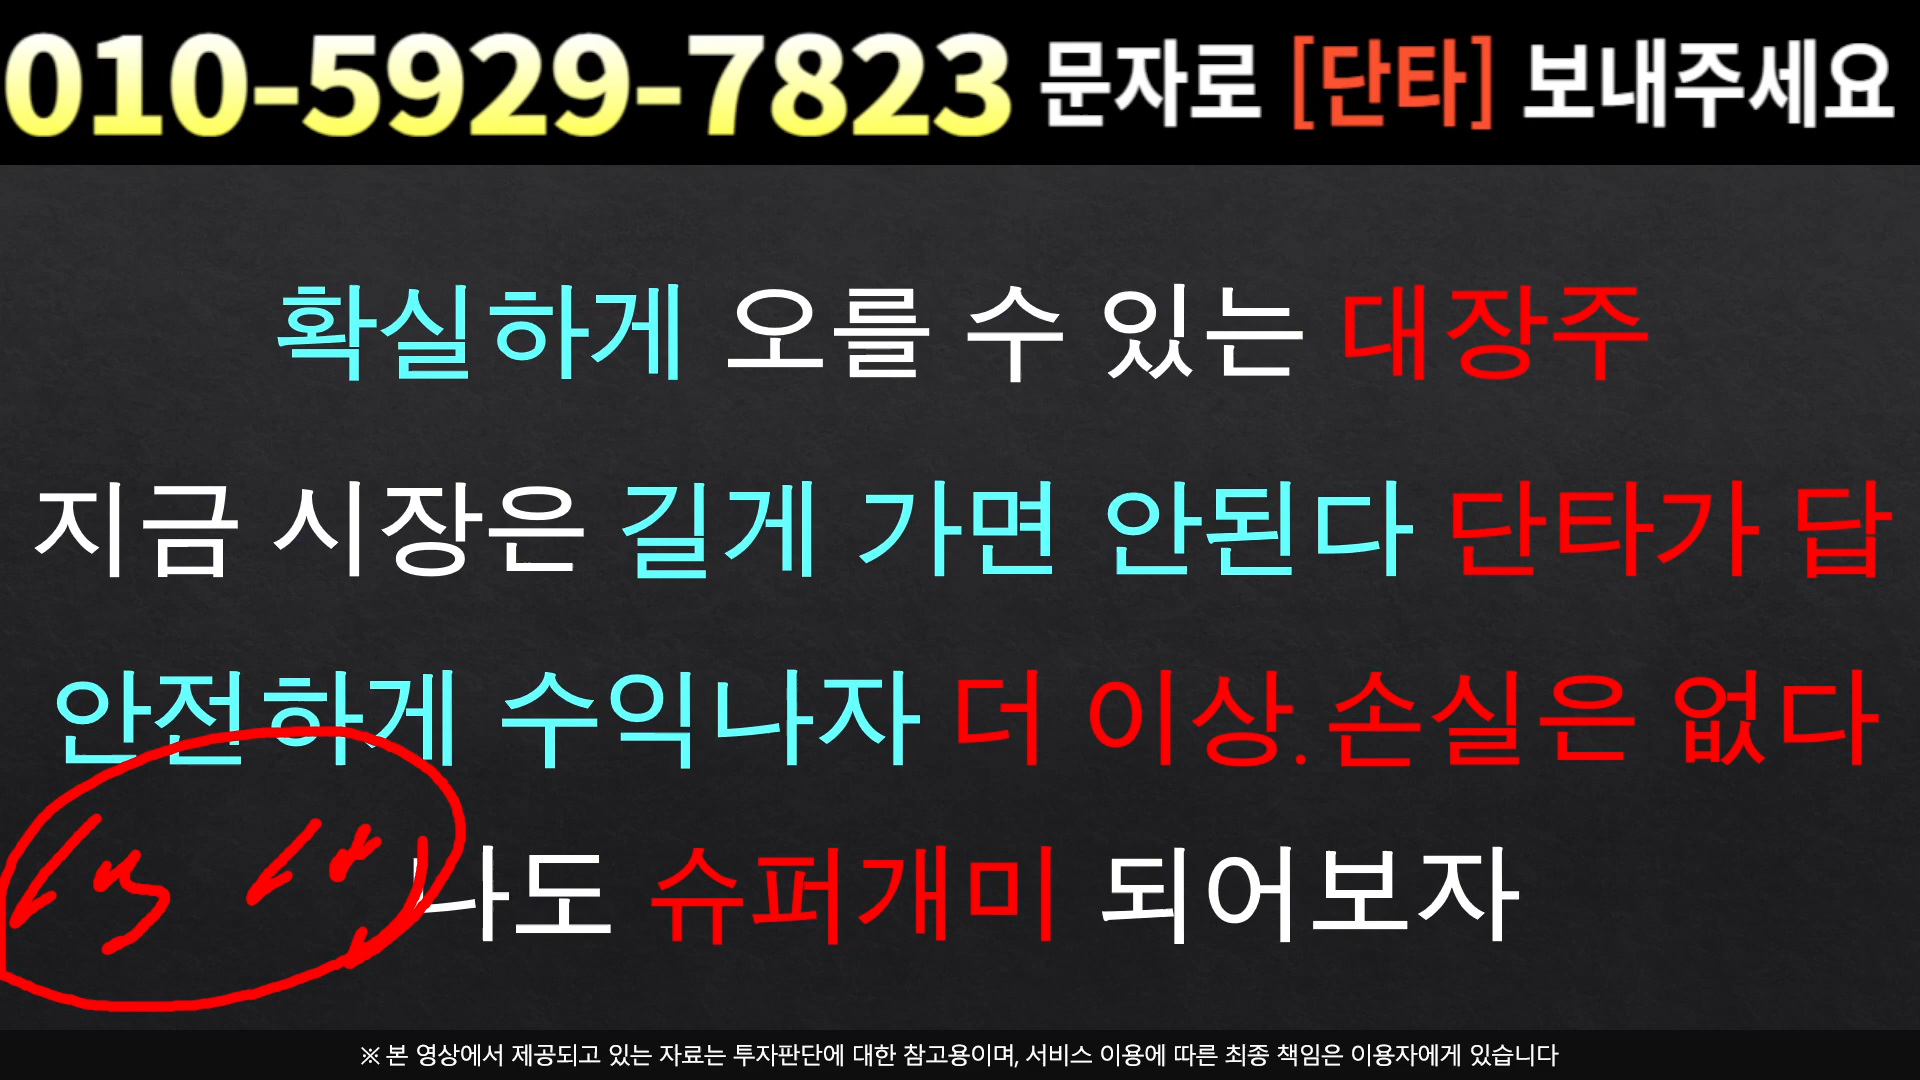 010-5929-7823 문자로 [단타] 보내주세요
확실하게 오를 수 있는 대장주
지금 시장은 길게 가면 안된다 단타가 답
안전하게 수익나자 더 이상. 손실은 없다
나도 슈퍼개미 되어보자
※ 본 영상에서 제공되고 있는 자료는 투자판단에 대한 참고용이며, 서비스 이용에 따른 최종 책임은 이용자에게 있습니다